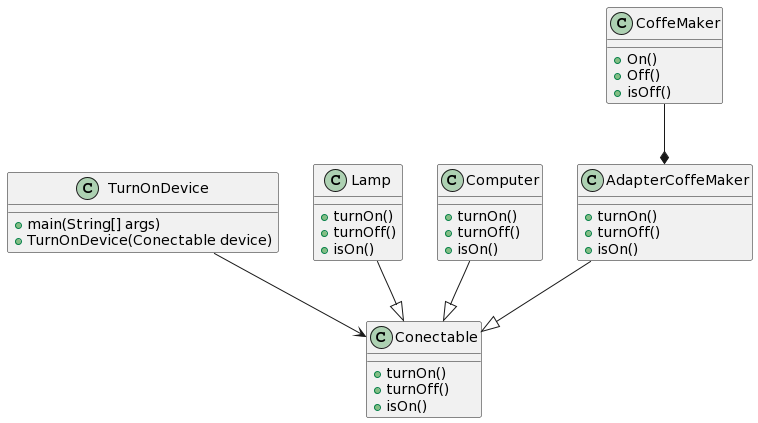 C CoffeMaker
On()
Off()
isOff()
C TurnOnDevice
main(String[] args)
TurnOnDevice(Conectable device)
C Lamp
turnOn()
turnOff()
isOn()
C Computer
turnOn()
turnOff()
isOn()
C AdapterCoffeMaker
turnOn()
turnOff()
isOn()
C Conectable
turnOn()
turnOff()
isOn()